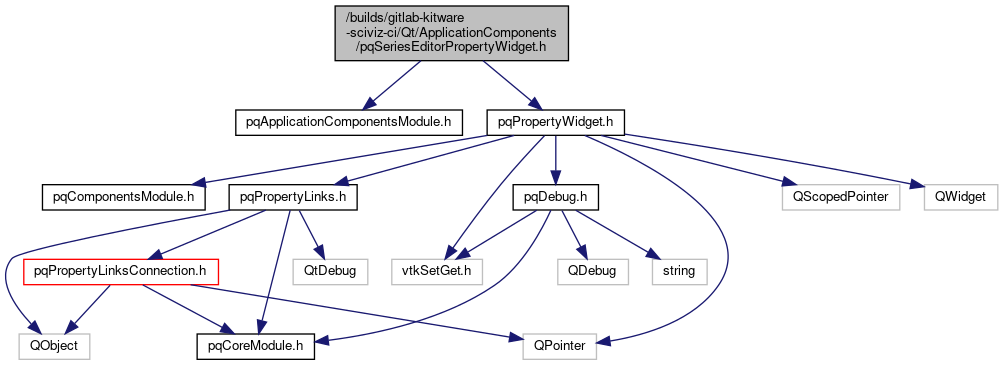 /builds/gitlab-kitware
-sciviz-ci/Qt/ApplicationComponents
/pqSeriesEditorPropertyWidget.h
pqApplicationComponentsModule.h
pqPropertyWidget.h
pqComponentsModule.h
pqPropertyLinks.h
pqDebug.h
QScopedPointer
QWidget
pqPropertyLinksConnection.h
QtDebug
vtkSetGet.h
QDebug
string
QObject
pqCoreModule.h
QPointer